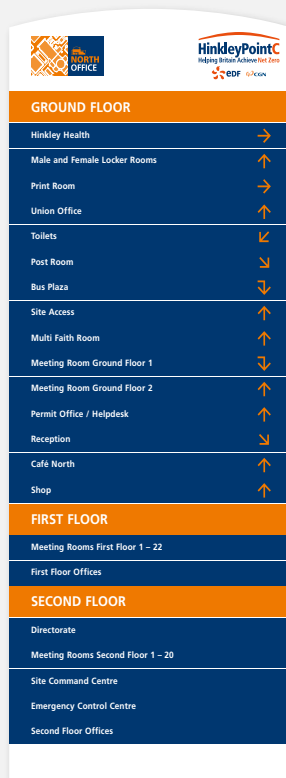 NORTH
OFFICE
HinkleyPointC
Helping Britain Achieve Net Zero
eDF
CGN
GROUND FLOOR
Hinkley Health
Male and Female Locker Rooms
Print Room
Union Office
Toilets
Post Room
Bus Plaza
Site Access
Multi Faith Room
Meeting Room Ground Floor 1
Meeting Room Ground Floor 2
Permit Office / Helpdesk
Reception
Café North
Shop
FIRST FLOOR
Meeting Rooms First Floor 1 – 22
First Floor Offices
SECOND FLOOR
Directorate
Meeting Rooms Second Floor 1 – 20
Site Command Centre
Emergency Control Centre
Second Floor Offices